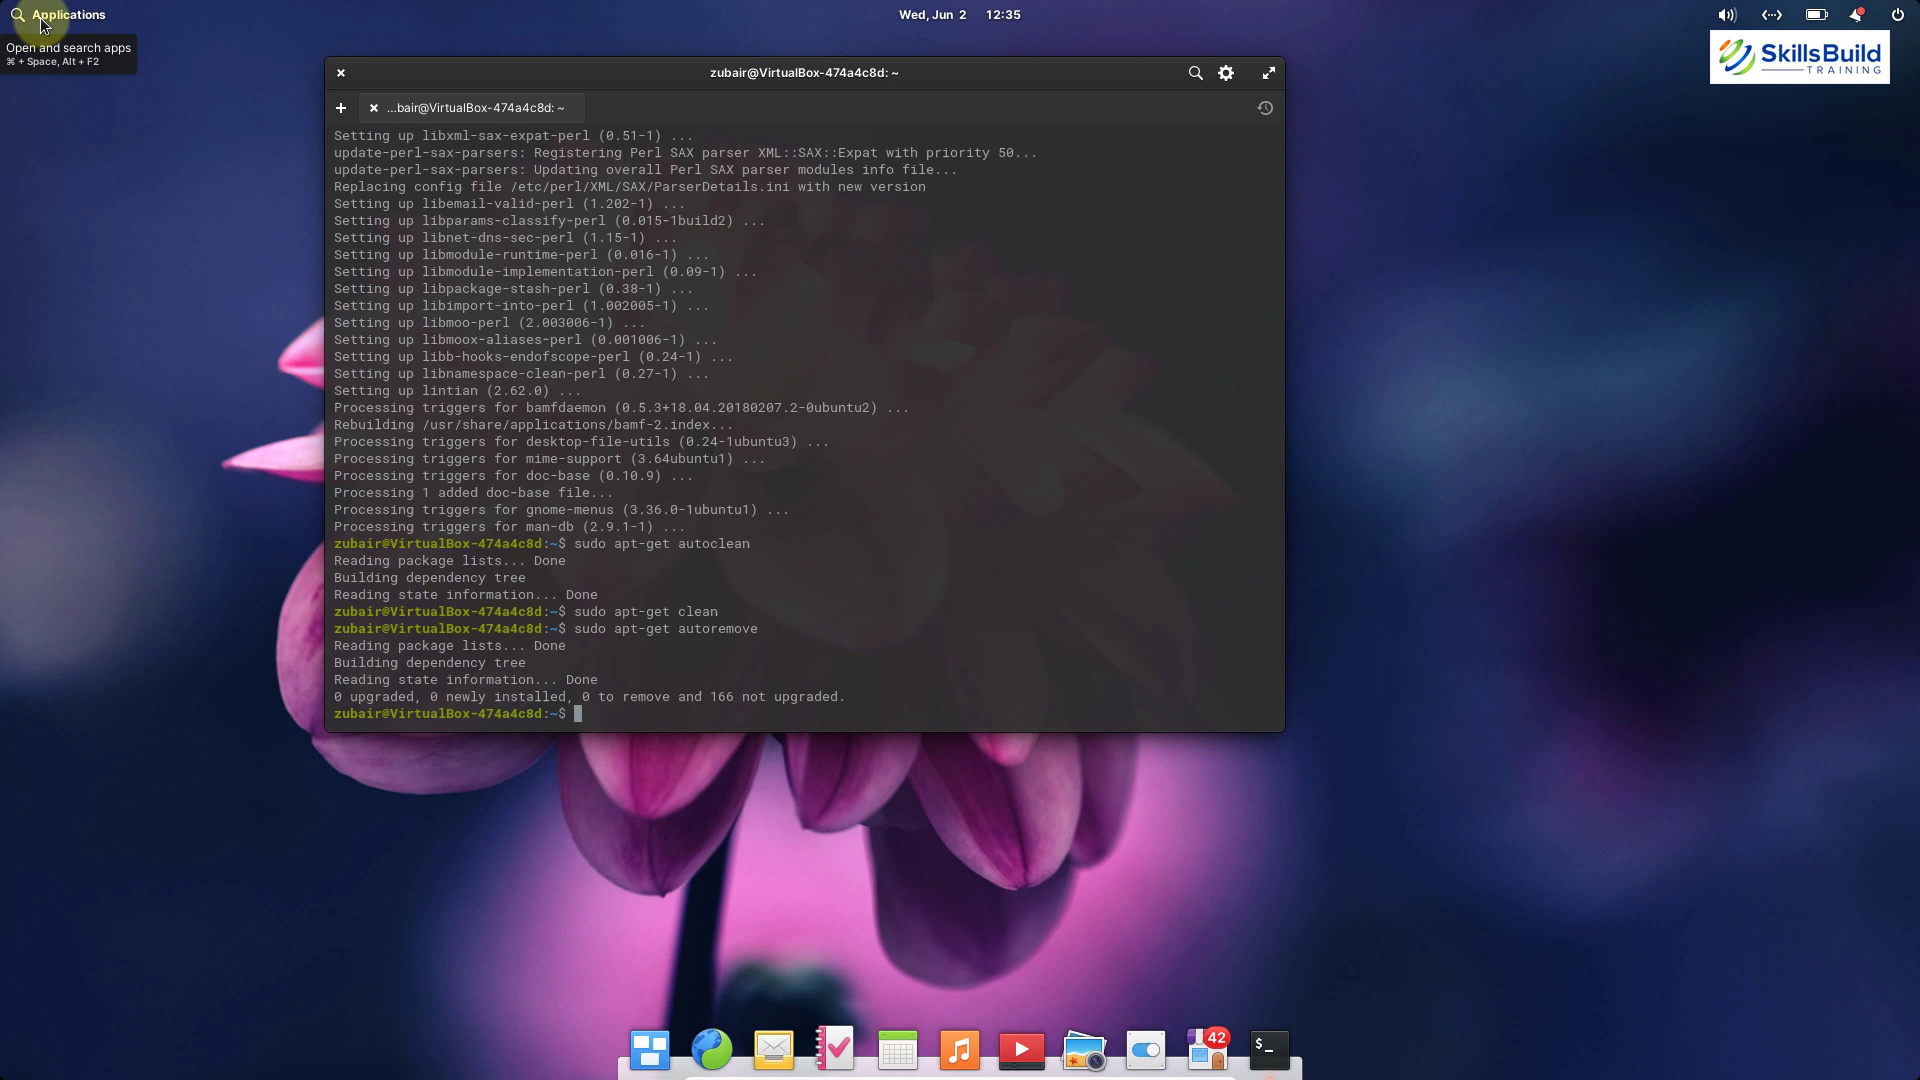 Applications
Wed, Jun 2 12:35
Open and search apps
⌘ + Space, Alt + F2
SkillsBuild
TRAINING
zubair@VirtualBox-474a4c8d: ~
...bair@VirtualBox-474a4c8d: ~
Setting up libxml-sax-expat-perl (0.51-1) ...
update-perl-sax-parsers: Registering Perl SAX parser XML::SAX::Expat with priority 50...
update-perl-sax-parsers: Updating overall Perl SAX parser modules info file...
Replacing config file /etc/perl/XML/SAX/ParserDetails.ini with new version
Setting up libemail-valid-perl (1.202-1) ...
Setting up libparams-classify-perl (0.015-1build2) ...
Setting up libnet-dns-sec-perl (1.15-1) ...
Setting up libmodule-runtime-perl (0.016-1) ...
Setting up libmodule-implementation-perl (0.09-1) ...
Setting up libpackage-stash-perl (0.38-1) ...
Setting up libimport-into-perl (1.002005-1) ...
Setting up libmoo-perl (2.003006-1) ...
Setting up libmoox-aliases-perl (0.001006-1) ...
Setting up libb-hooks-endofscope-perl (0.24-1) ...
Setting up libnamespace-clean-perl (0.27-1) ...
Setting up lintian (2.62.0) ...
Processing triggers for bamfdaemon (0.5.3+18.04.20180207.2-0ubuntu2) ...
Rebuilding /usr/share/applications/bamf-2.index...
Processing triggers for desktop-file-utils (0.24-1ubuntu3) ...
Processing triggers for mime-support (3.64ubuntu1) ...
Processing triggers for doc-base (0.10.9) ...
Processing 1 added doc-base file...
Processing triggers for gnome-menus (3.36.0-1ubuntu1) ...
Processing triggers for man-db (2.9.1-1) ...
zubair@VirtualBox-474a4c8d:~$ sudo apt-get autoclean
Reading package lists... Done
Building dependency tree
Reading state information... Done
zubair@VirtualBox-474a4c8d:~$ sudo apt-get clean
zubair@VirtualBox-474a4c8d:~$ sudo apt-get autoremove
Reading package lists... Done
Building dependency tree
Reading state information... Done
0 upgraded, 0 newly installed, 0 to remove and 166 not upgraded.
zubair@VirtualBox-474a4c8d:~$
42
$_